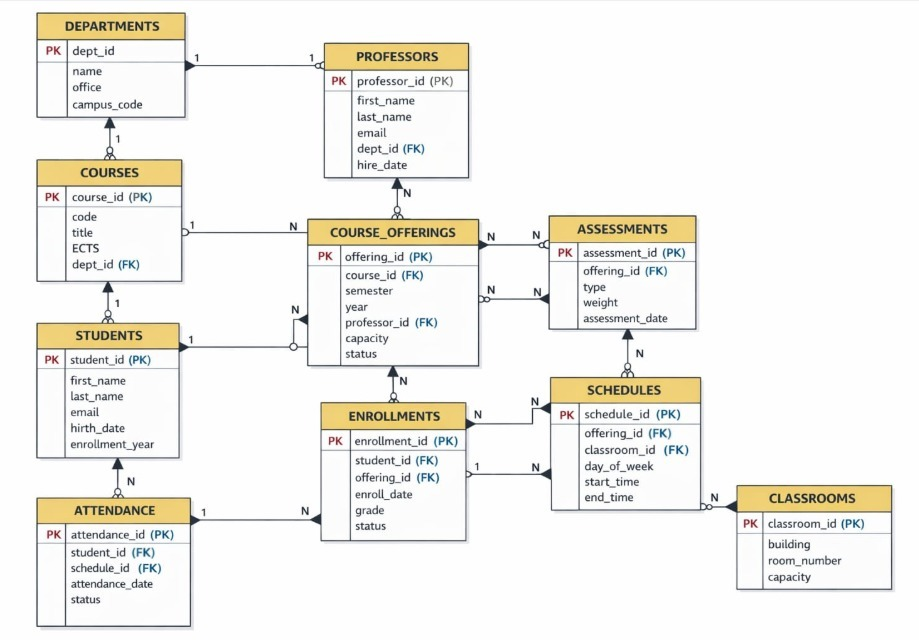 DEPARTMENTS
PK dept_id
name
office
campus_code
1
1
PROFESSORS
PK professor_id (PK)
first_name
last_name
email
dept_id (FK)
hire_date
1
N
COURSES
PK course_id (PK)
code
title
ECTS
dept_id (FK)
1
N
COURSE_OFFERINGS
PK offering_id (PK)
course_id (FK)
semester
year
professor_id (FK)
capacity
status
N
N
N
N
ASSESSMENTS
PK assessment_id (PK)
offering_id (FK)
type
weight
assessment_date
1
N
1
STUDENTS
PK student_id (PK)
first_name
last_name
email
hirth_date
enrollment_year
N
N
SCHEDULES
PK schedule_id (PK)
offering_id (FK)
classroom_id (FK)
day_of_week
start_time
end_time
ENROLLMENTS
PK enrollment_id (PK)
student_id (FK)
offering_id (FK)
enroll_date
grade
status
N
N
1
N
N
ATTENDANCE
PK attendance_id (PK)
student_id (FK)
schedule_id (FK)
attendance_date
status
1
N
N
CLASSROOMS
PK classroom_id (PK)
building
room_number
capacity